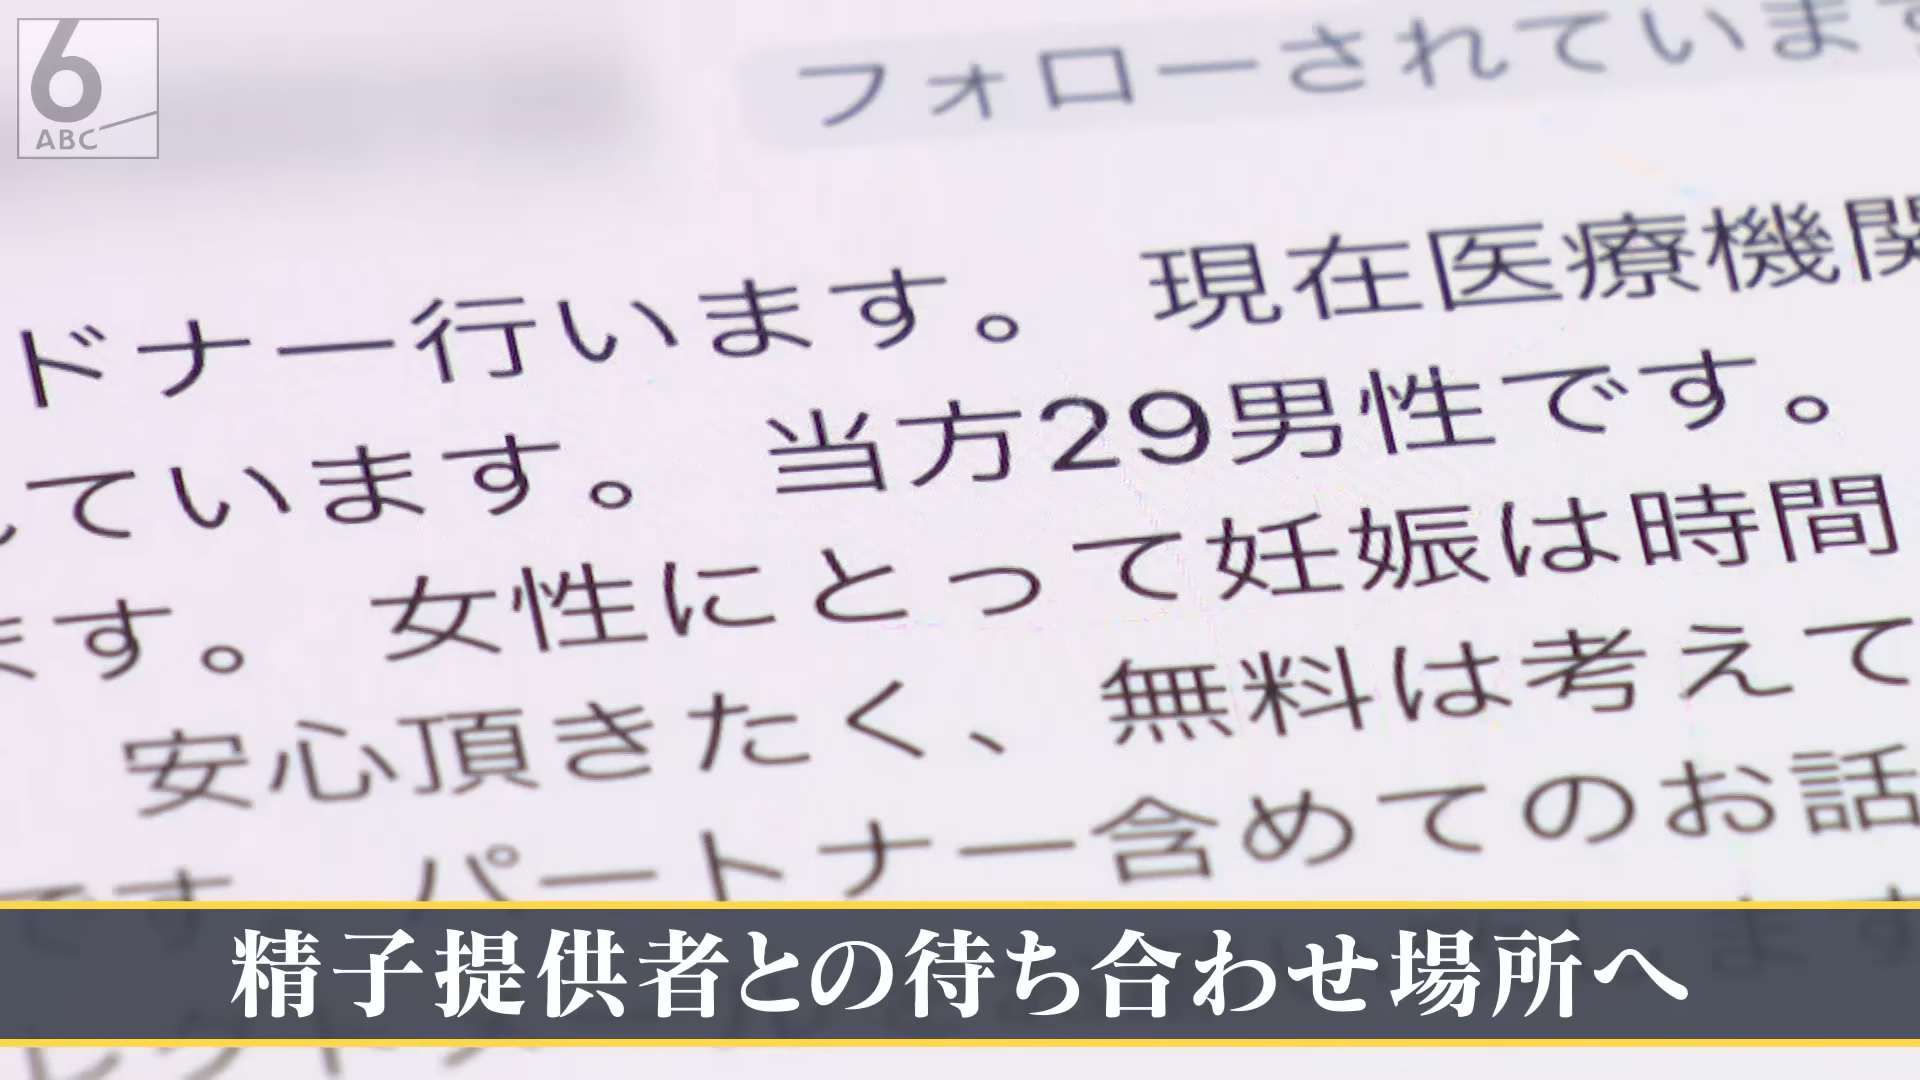 6
ABC
フォローされています
ドナー行います。 現在医療機関
ています。 当方29男性です。
ます。 女性にとって妊娠は時間
安心頂きたく、無料は考えて
です。 パートナー含めてのお話
精子提供者との待ち合わせ場所へ